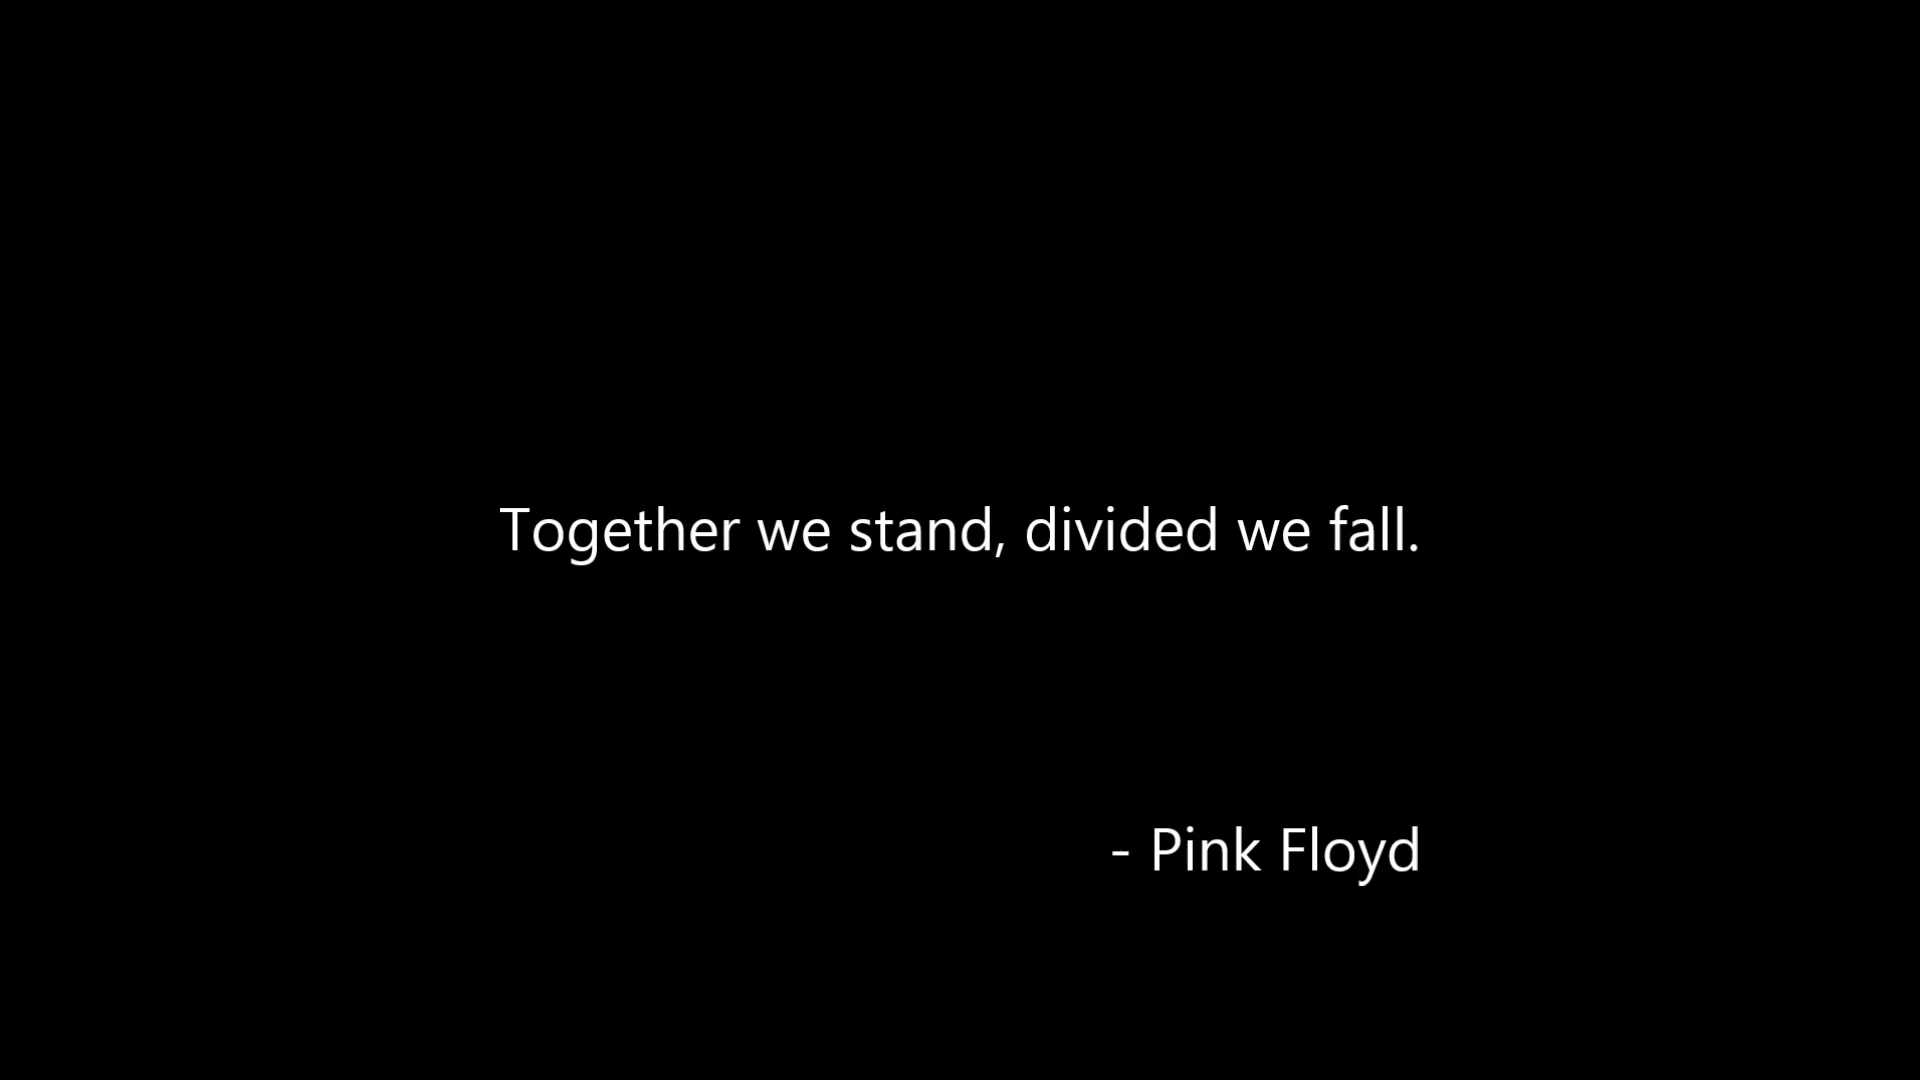 Together we stand, divided we fall.
- Pink Floyd